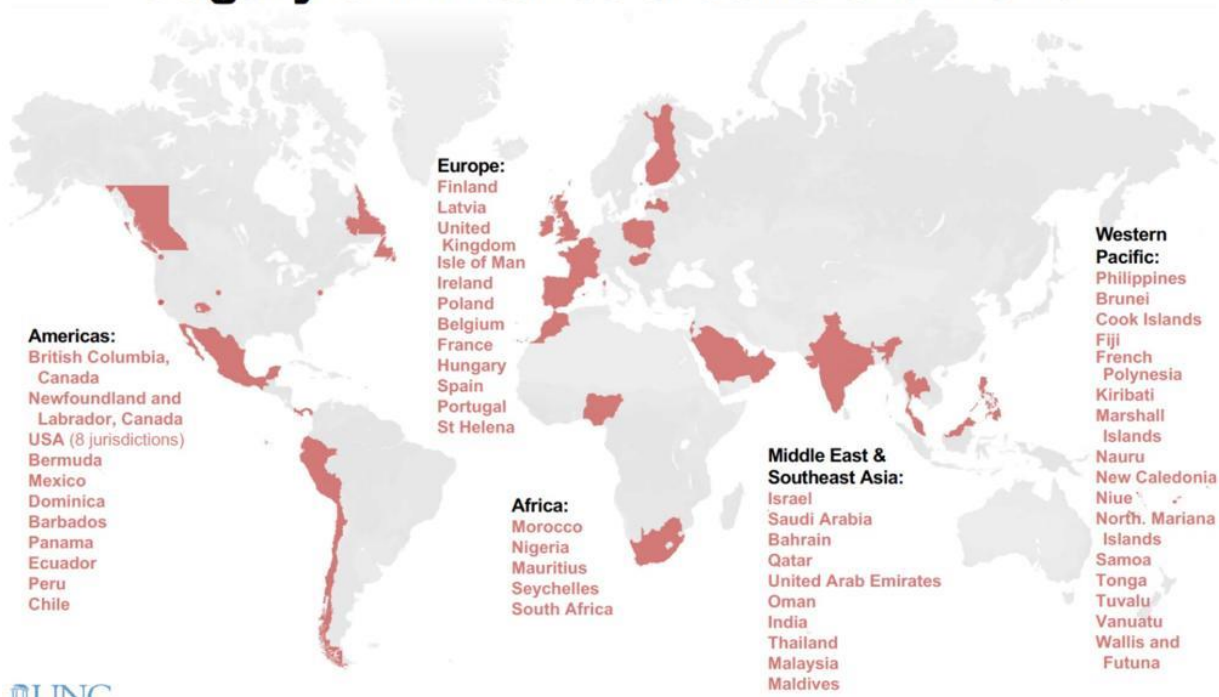 Americas:
British Columbia,
Canada
Newfoundland and
Labrador, Canada
USA (8 jurisdictions)
Bermuda
Mexico
Dominica
Barbados
Panama
Ecuador
Peru
Chile
Europe:
Finland
Latvia
United
Kingdom
Isle of Man
Ireland
Poland
Belgium
France
Hungary
Spain
Portugal
St Helena
Africa:
Morocco
Nigeria
Mauritius
Seychelles
South Africa
Middle East &
Southeast Asia:
Israel
Saudi Arabia
Bahrain
Qatar
United Arab Emirates
Oman
India
Thailand
Malaysia
Maldives
Western
Pacific:
Philippines
Brunei
Cook Islands
Fiji
French
Polynesia
Kiribati
Marshall
Islands
Nauru
New Caledonia
Niue
North. Mariana
Islands
Samoa
Tonga
Tuvalu
Vanuatu
Wallis and
Futuna
UNC